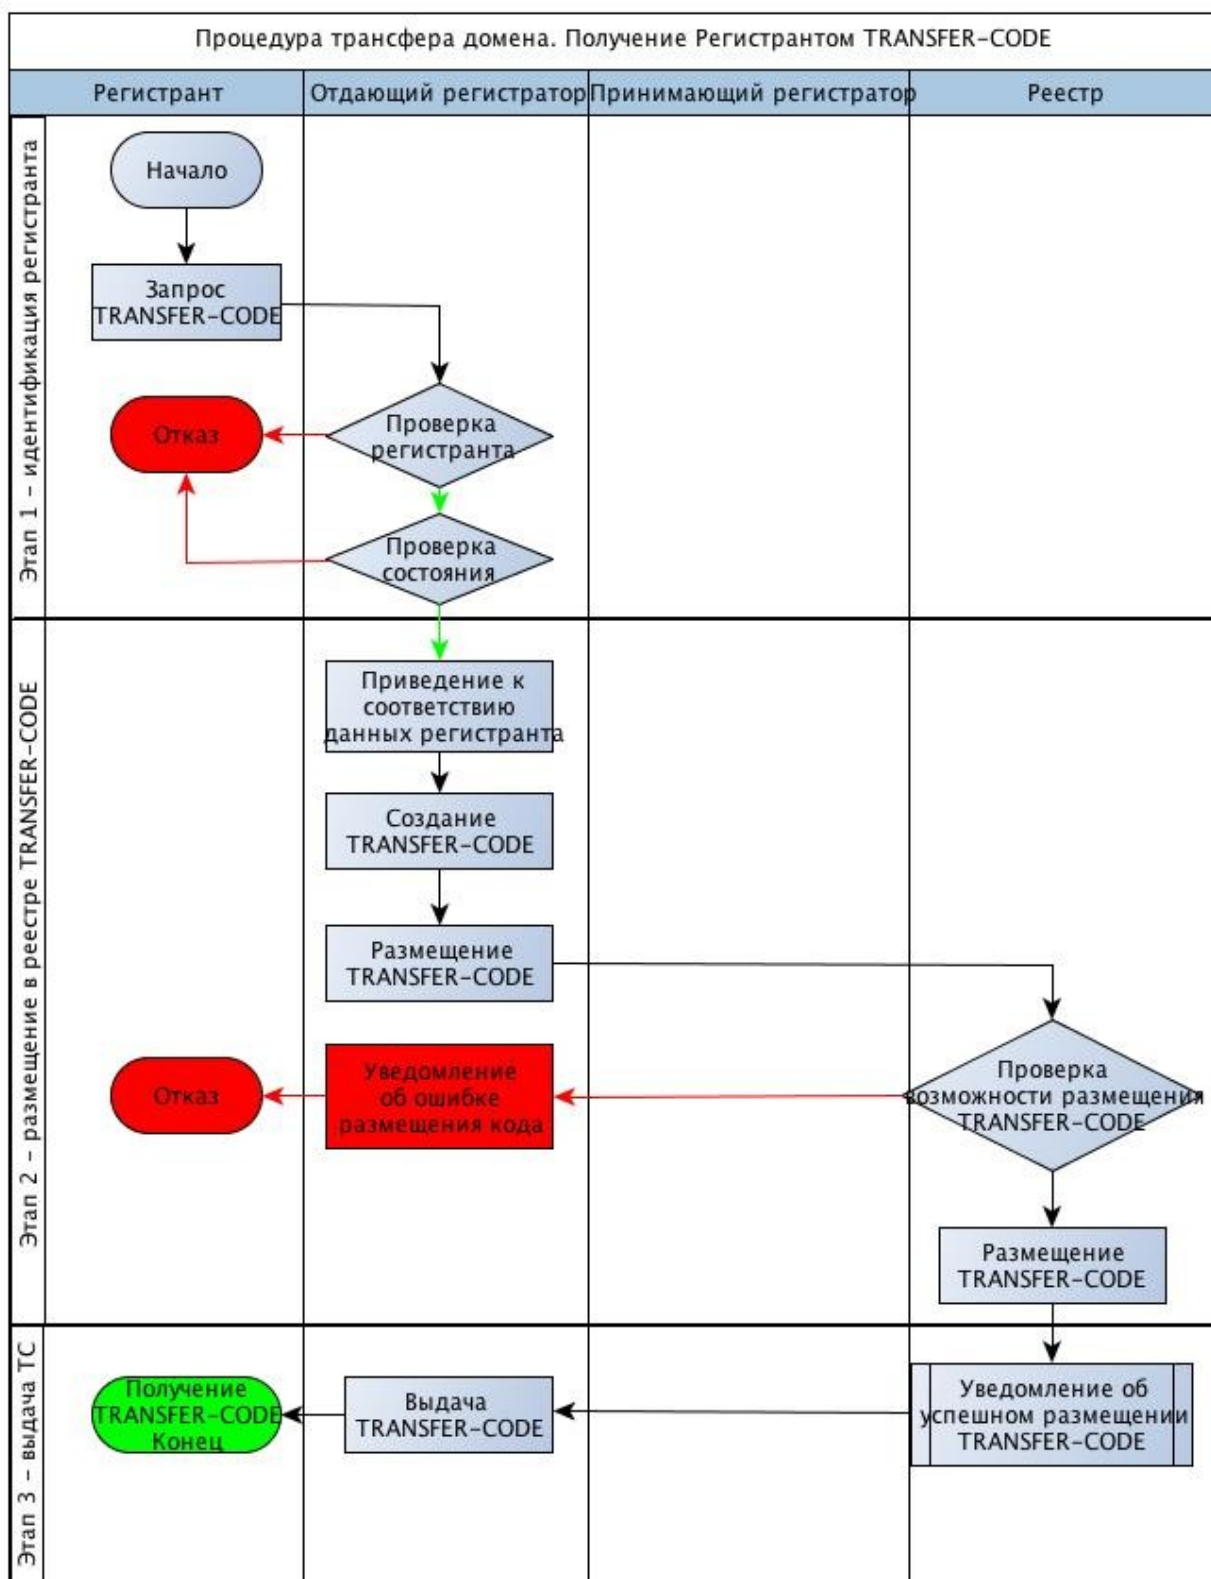 Процедура трансфера домена. Получение Регистрантом TRANSFER-CODE
Регистрант
Отдающий регистратор
Принимающий регистратор
Реестр
Этап 1 – идентификация регистранта
Начало
Запрос
TRANSFER-CODE
Отказ
Проверка
регистранта
Проверка
состояния
Этап 2 – размещение в реестре TRANSFER-CODE
Приведение к
соответствию
данных регистранта
Создание
TRANSFER-CODE
Размещение
TRANSFER-CODE
Отказ
Уведомление
об ошибке
размещения кода
Проверка
возможности размещения
TRANSFER-CODE
Размещение
TRANSFER-CODE
Этап 3 – выдача ТС
Получение
TRANSFER-CODE
Конец
Выдача
TRANSFER-CODE
Уведомление об
успешном размещении
TRANSFER-CODE